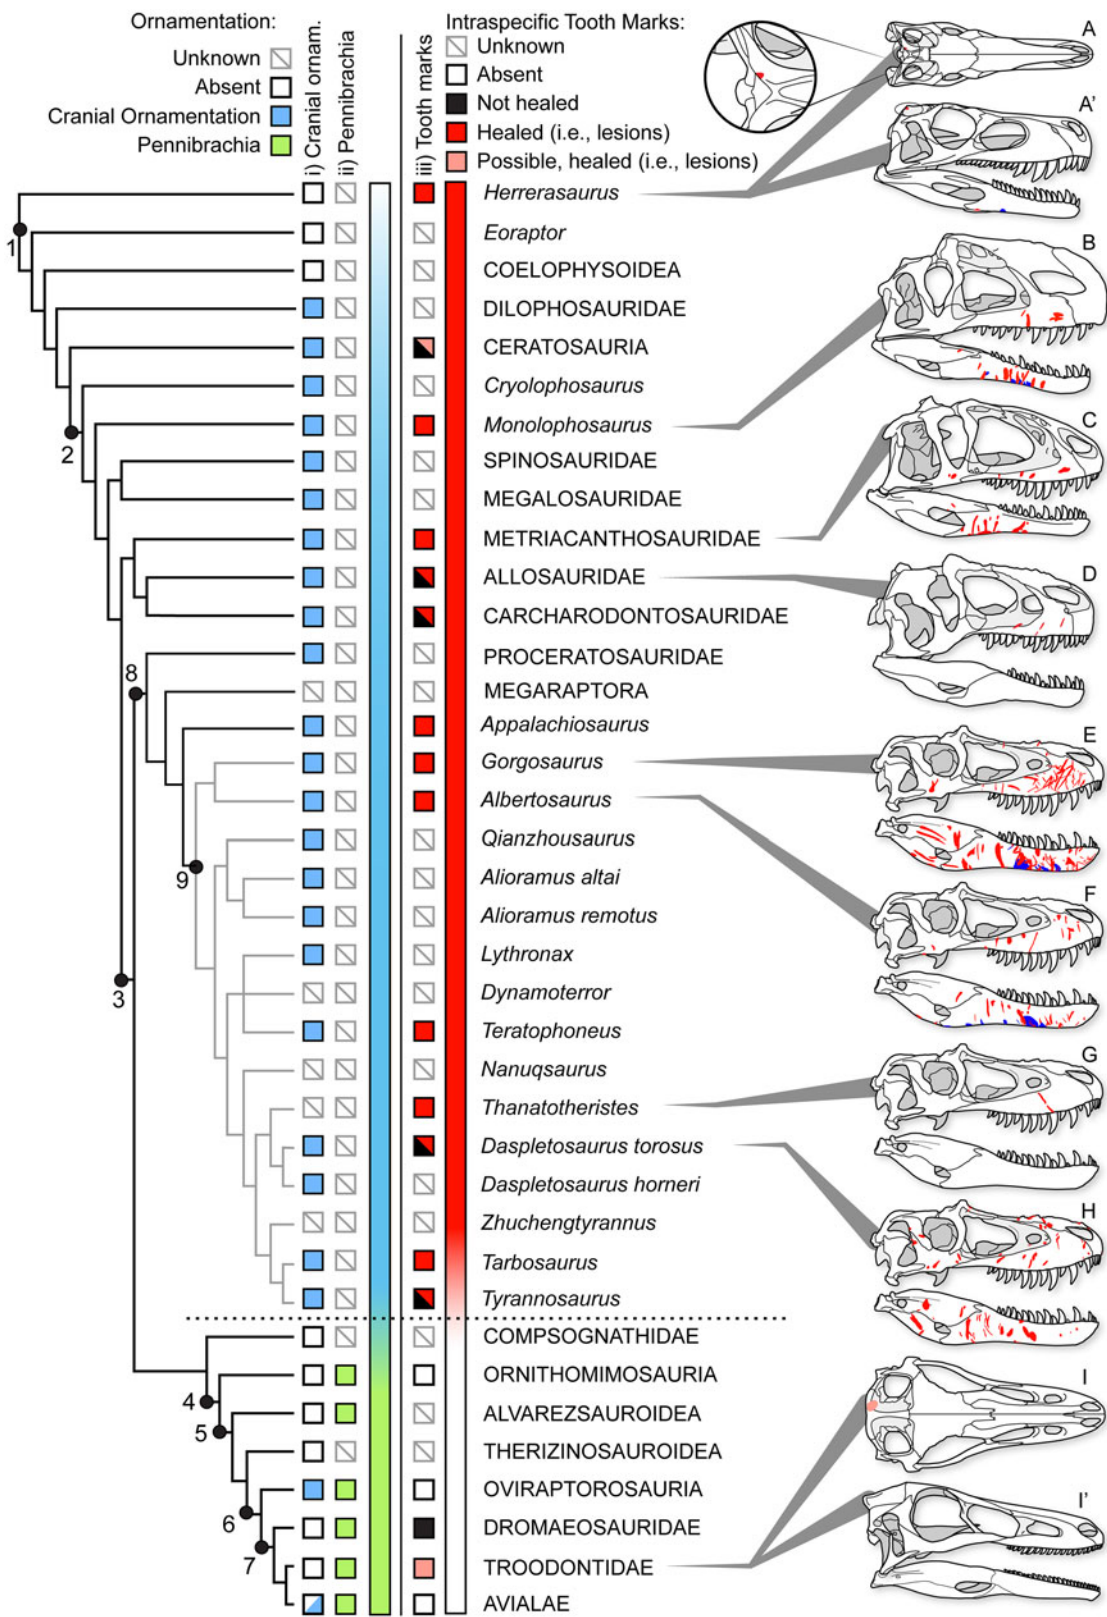 Ornamentation:
Unknown
Absent
Cranial Ornamentation
Pennibrachia
i) Cranial ornam.
ii) Pennibrachia
iii) Tooth marks
Intraspecific Tooth Marks:
Unknown
Absent
Not healed
Healed (i.e., lesions)
Possible, healed (i.e., lesions)
Herrerasaurus
Eoraptor
COELOPHYSOIDEA
DILOPHOSAURIDAE
CERATOSAURIA
Cryolophosaurus
Monolophosaurus
SPINOSAURIDAE
MEGALOSAURIDAE
METRIACANTHOSAURIDAE
ALLOSAURIDAE
CARCHARODONTOSAURIDAE
PROCERATOSAURIDAE
MEGARAPTORA
Appalachiosaurus
Gorgosaurus
Albertosaurus
Qianzhousaurus
Alioramus altai
Alioramus remotus
Lythronax
Dynamoterror
Teratophoneus
Nanuqsaurus
Thanatotheristes
Daspletosaurus torosus
Daspletosaurus horneri
Zhuchengtyrannus
Tarbosaurus
Tyrannosaurus
COMPSOGNATHIDAE
ORNITHOMIMOSAURIA
ALVAREZSAUROIDEA
THERIZINOSAUROIDEA
OVIRAPTOROSAURIA
DROMAEOSAURIDAE
TROODONTIDAE
AVIALAE
1
2
8
9
3
4
5
6
7
A
A'
B
C
D
E
F
G
H
I
I'